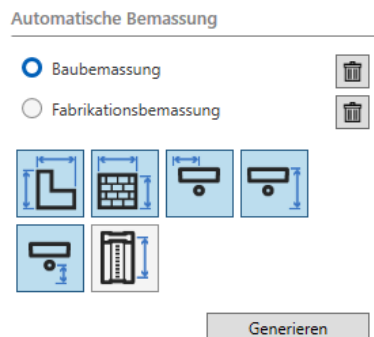 Automatische Bemassung
Baubemassung
Fabrikationsbemassung
Generieren